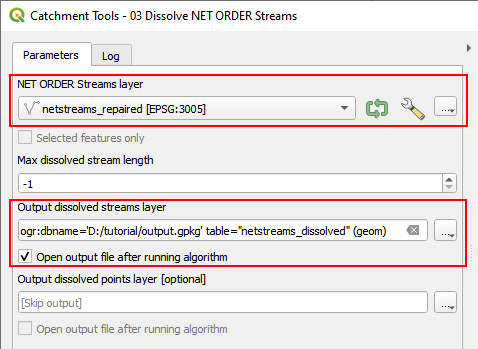 Catchment Tools - 03 Dissolve NET ORDER Streams
Parameters Log
NET ORDER Streams layer
netstreams_repaired [EPSG:3005]
...
Selected features only
Max dissolved stream length
-1
Output dissolved streams layer
ogr:dbname='D:/tutorial/output.gpkg' table="netstreams_dissolved" (geom)
...
Open output file after running algorithm
Output dissolved points layer [optional]
[Skip output]
...
Open output file after running algorithm